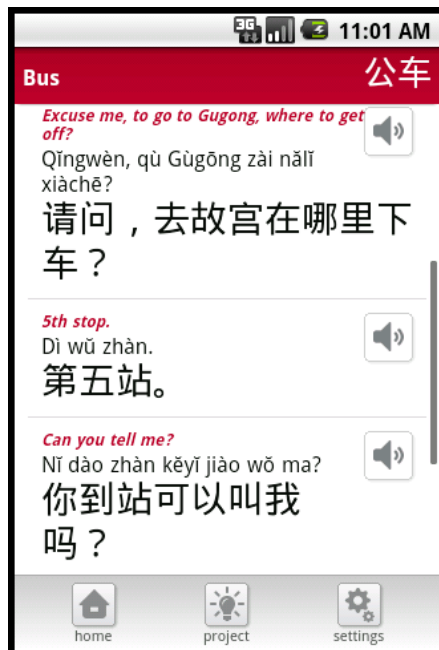 3G
11:01 AM
Bus
公车
Excuse me, to go to Gugong, where to get
off?
Qǐngwèn, qù Gùgōng zài nǎlǐ
xiàchē?
请问，去故宫在哪里下
车？
5th stop.
Dì wǔ zhàn.
第五站。
Can you tell me?
Nǐ dào zhàn kěyǐ jiào wǒ ma?
你到站可以叫我
吗？
home
project
settings